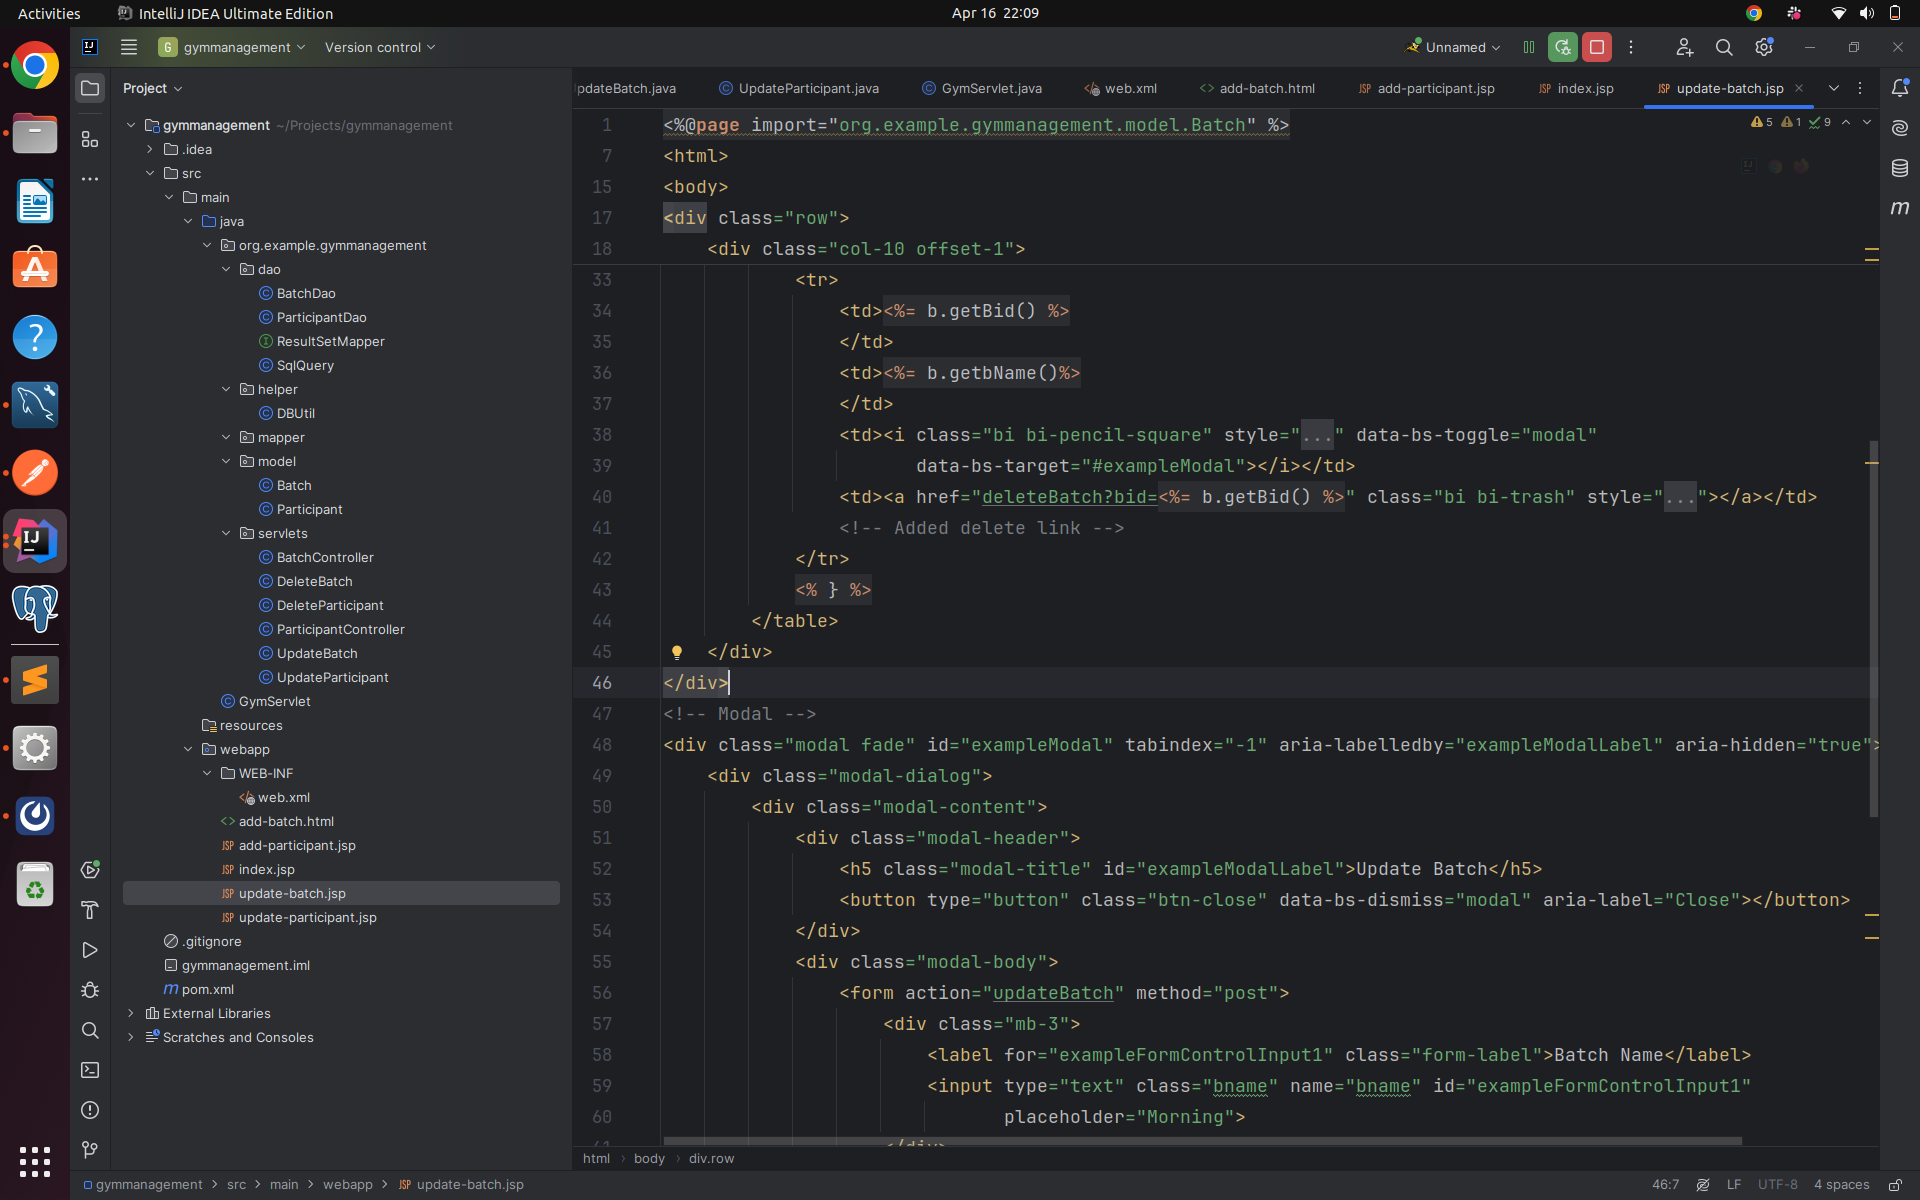 Activities
IntelliJ IDEA Ultimate Edition
Apr 16 22:09
IJ
G gymmanagement
Version control
Unnamed
Project
UpdateParticipant.java
GymServlet.java
web.xml
add-batch.html
JSP add-participant.jsp
JSP index.jsp
JSP update-batch.jsp
pdateBatch.java
gymmanagement ~/Projects/gymmanagement
.idea
src
main
java
org.example.gymmanagement
dao
BatchDao
ParticipantDao
ResultSetMapper
SqlQuery
helper
DBUtil
mapper
model
Batch
Participant
servlets
BatchController
DeleteBatch
DeleteParticipant
ParticipantController
UpdateBatch
UpdateParticipant
GymServlet
resources
webapp
WEB-INF
web.xml
add-batch.html
JSP add-participant.jsp
JSP index.jsp
JSP update-batch.jsp
JSP update-participant.jsp
.gitignore
gymmanagement.iml
m pom.xml
External Libraries
Scratches and Consoles
5 1 9
1 <%@page import="org.example.gymmanagement.model.Batch" %>
7 <html>
15 <body>
17 <div class="row">
18 <div class="col-10 offset-1">
33 <tr>
34 <td><%= b.getBid() %>
35 </td>
36 <td><%= b.getbName()%>
37 </td>
38 <td><i class="bi bi-pencil-square" style="..." data-bs-toggle="modal"
39 data-bs-target="#exampleModal"></i></td>
40 <td><a href="deleteBatch?bid=<%= b.getBid() %>" class="bi bi-trash" style="..."></a></td>
41 <!-- Added delete link -->
42 </tr>
43 <% } %>
44 </table>
45 </div>
46 </div>
47 <!-- Modal -->
48 <div class="modal fade" id="exampleModal" tabindex="-1" aria-labelledby="exampleModalLabel" aria-hidden="true">
49 <div class="modal-dialog">
50 <div class="modal-content">
51 <div class="modal-header">
52 <h5 class="modal-title" id="exampleModalLabel">Update Batch</h5>
53 <button type="button" class="btn-close" data-bs-dismiss="modal" aria-label="Close"></button>
54 </div>
55 <div class="modal-body">
56 <form action="updateBatch" method="post">
57 <div class="mb-3">
58 <label for="exampleFormControlInput1" class="form-label">Batch Name</label>
59 <input type="text" class="bname" name="bname" id="exampleFormControlInput1"
60 placeholder="Morning">
61 </div>
html > body > div.row
gymmanagement > src > main > webapp > JSP update-batch.jsp
46:7 LF UTF-8 4 spaces